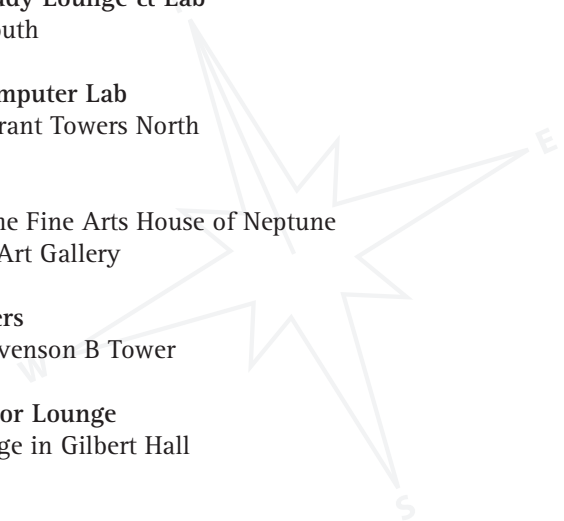 dy Lounge & Lab
outh
mputer Lab
rant Towers North
ne Fine Arts House of Neptune
Art Gallery
ers
venson B Tower
or Lounge
ge in Gilbert Hall
E
W
S